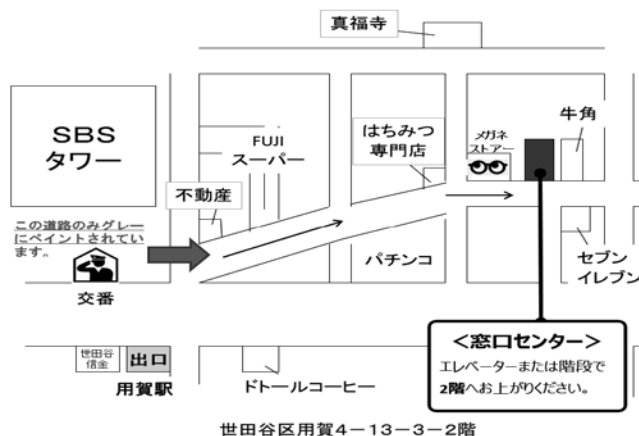 真福寺
SBS
タワー
FUJI
スーパー
はちみつ
専門店
メガネ
ストアー
牛角
不動産
この道路のみグレー
にペイントされてい
ます。
交番
パチンコ
セブン
イレブン
世田谷
信金
出口
用賀駅
ドトールコーヒー
＜窓口センター＞
エレベーターまたは階段で
2階へお上がりください。
世田谷区用賀4－13－3－2階